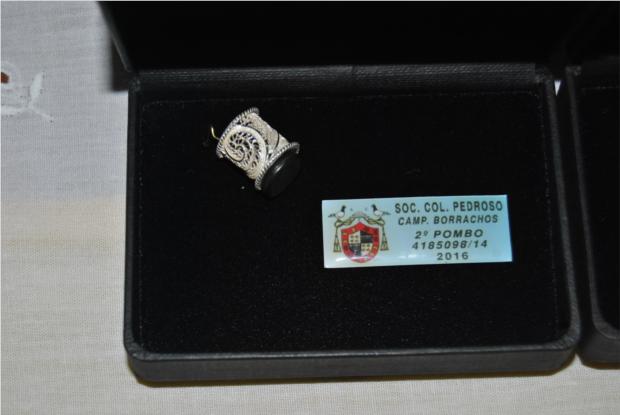 SOC. COL. PEDROSO
CAMP. BORRACHOS
2º POMBO
4185098/14
2016